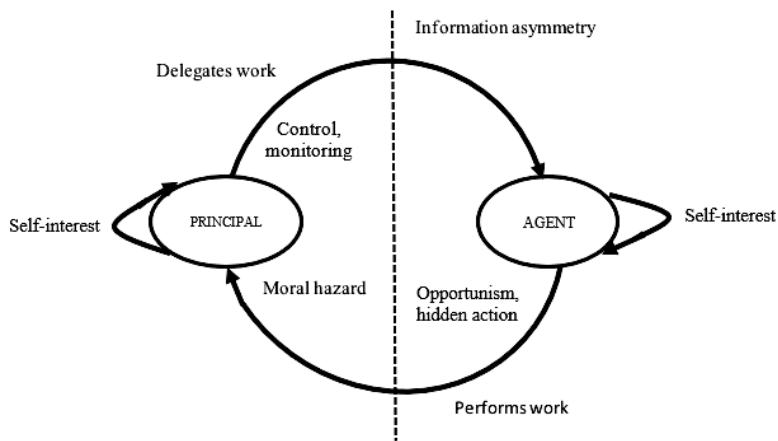 Information asymmetry
Delegates work
Control,
monitoring
Self-interest
PRINCIPAL
AGENT
Self-interest
Moral hazard
Opportunism,
hidden action
Performs work